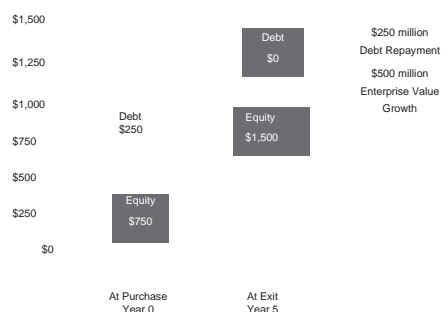 $1,500
$1,250
$1,000
$750
$500
$250
$0
Debt
$250
Equity
$750
Debt
$0
Equity
$1,500
$250 million
Debt Repayment
$500 million
Enterprise Value
Growth
At Purchase
Year 0
At Exit
Year 5